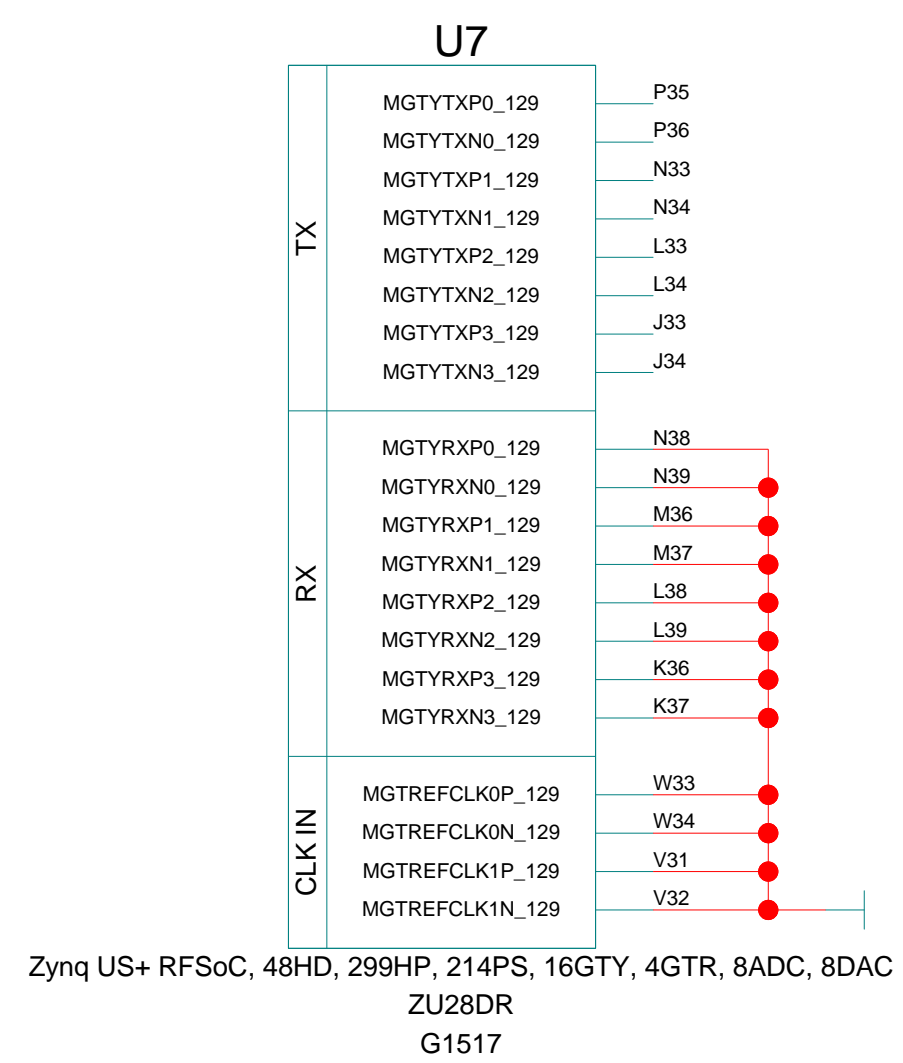 U7
TX
MGTYTXP0_129 P35
MGTYTXN0_129 P36
MGTYTXP1_129 N33
MGTYTXN1_129 N34
MGTYTXP2_129 L33
MGTYTXN2_129 L34
MGTYTXP3_129 J33
MGTYTXN3_129 J34
RX
MGTYRXP0_129 N38
MGTYRXN0_129 N39
MGTYRXP1_129 M36
MGTYRXN1_129 M37
MGTYRXP2_129 L38
MGTYRXN2_129 L39
MGTYRXP3_129 K36
MGTYRXN3_129 K37
CLK IN
MGTREFCLK0P_129 W33
MGTREFCLK0N_129 W34
MGTREFCLK1P_129 V31
MGTREFCLK1N_129 V32
Zynq US+ RFSoC, 48HD, 299HP, 214PS, 16GTY, 4GTR, 8ADC, 8DAC
ZU28DR
G1517